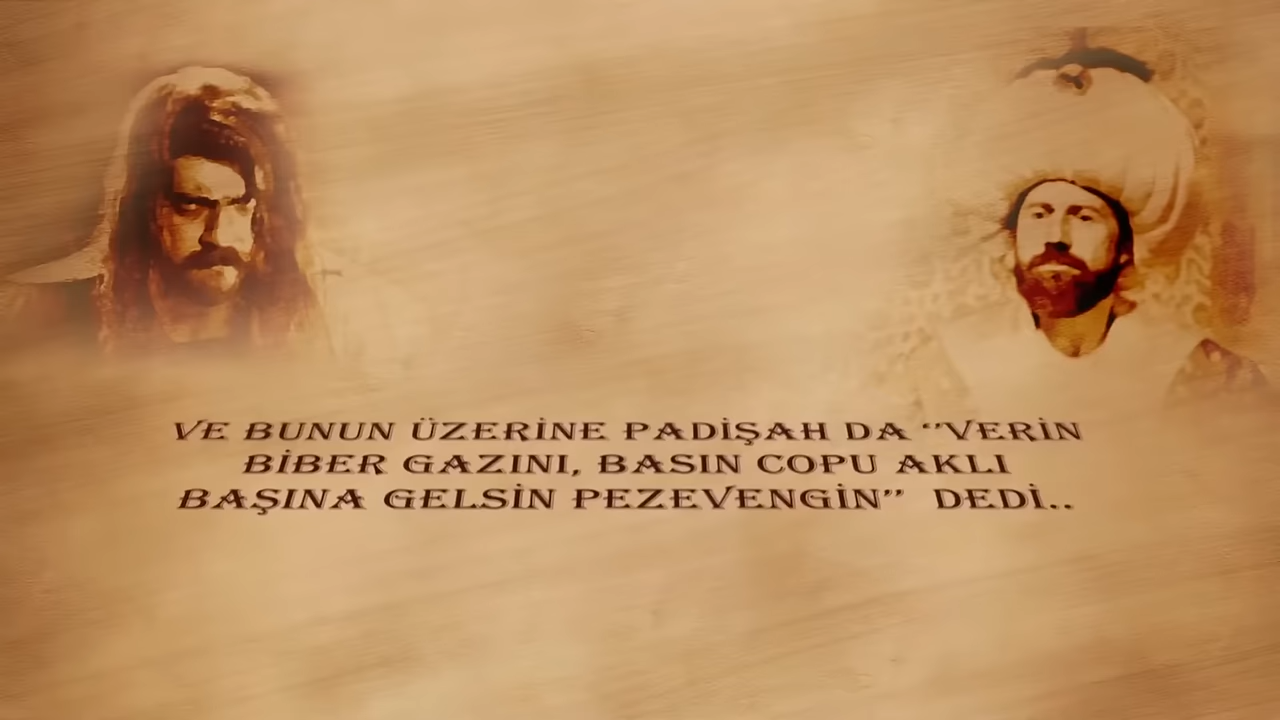 VE BUNUN ÜZERİNE PADİŞAH DA “VERİN
BİBER GAZINI, BASIN COPU AKLI
BAŞINA GELSİN PEZEVENGİN” DEDİ..